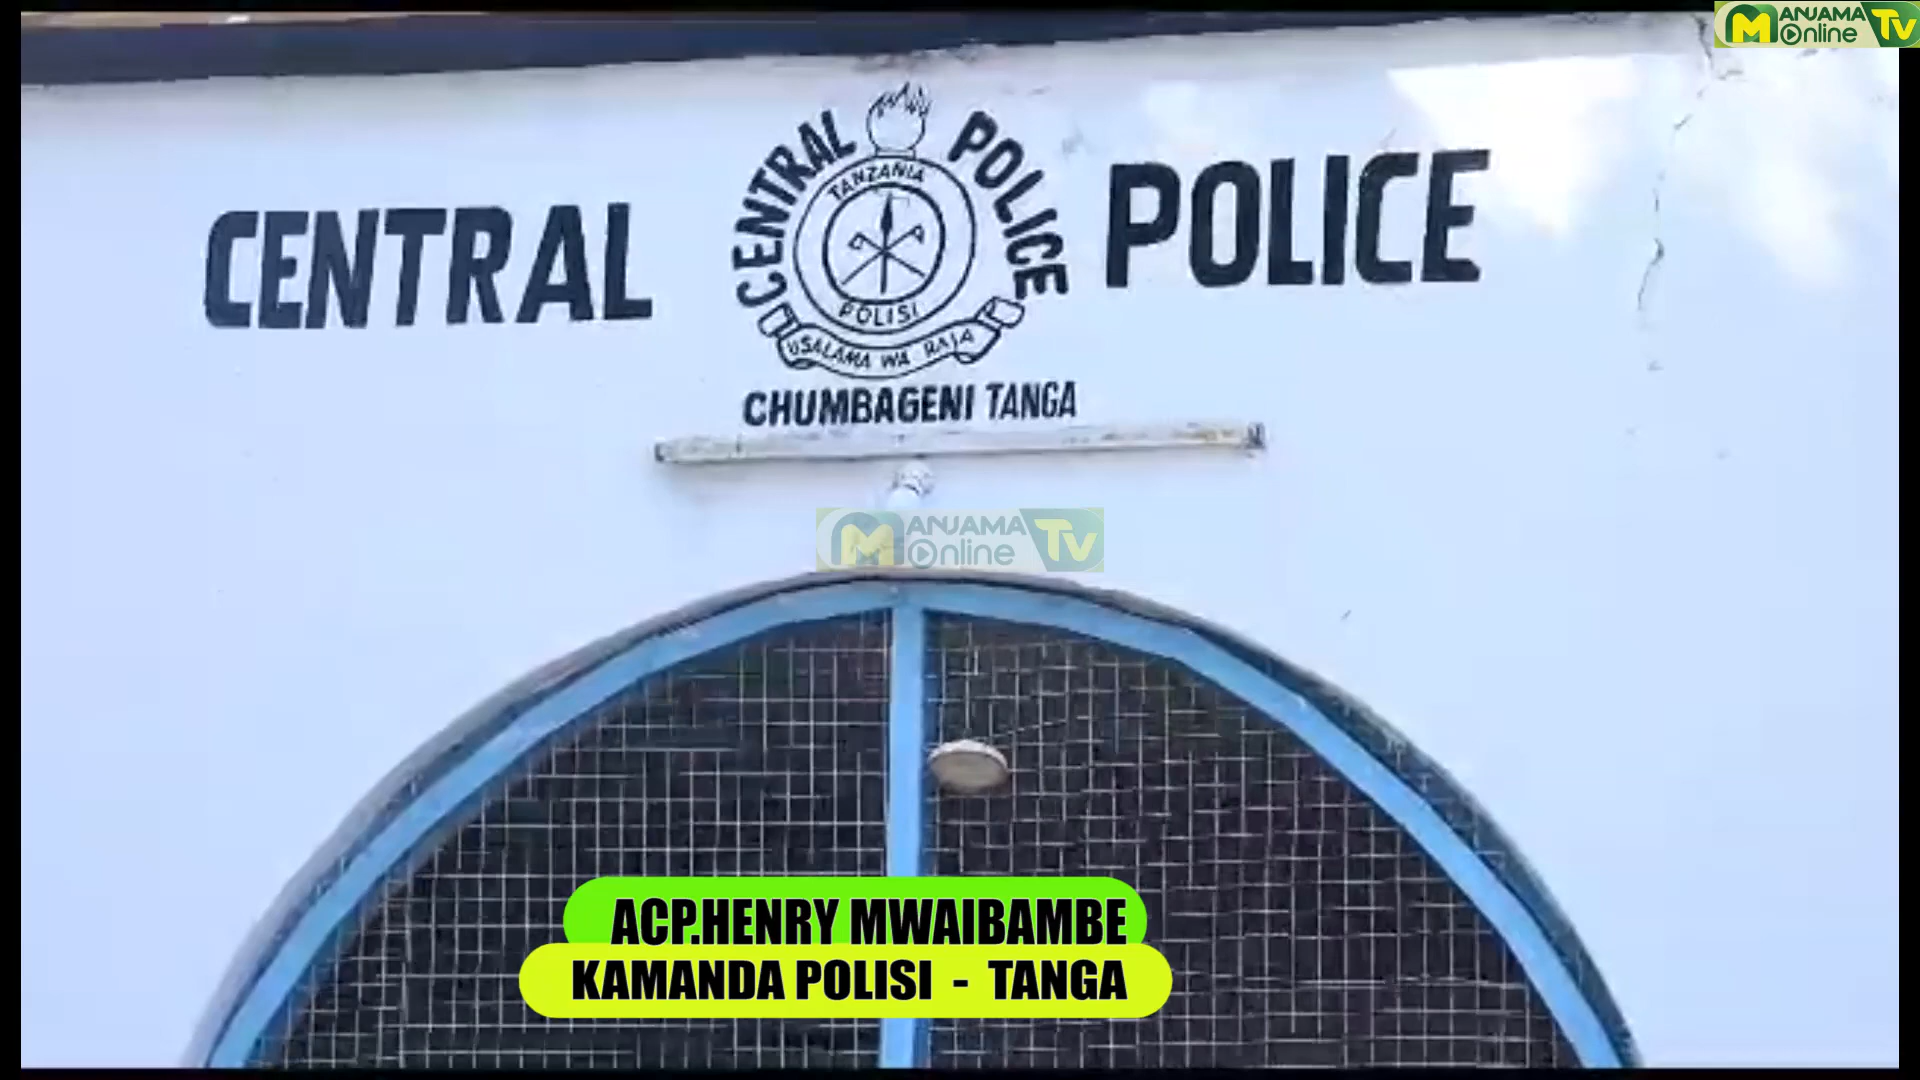 MANJAMA
Online TV
CENTRAL POLICE
CENTRAL POLICE
TANZANIA
POLISI
USALAMA WA RAIA
CHUMBAGENI TANGA
MANJAMA
Online TV
ACP.HENRY MWAIBAMBE
KAMANDA POLISI - TANGA